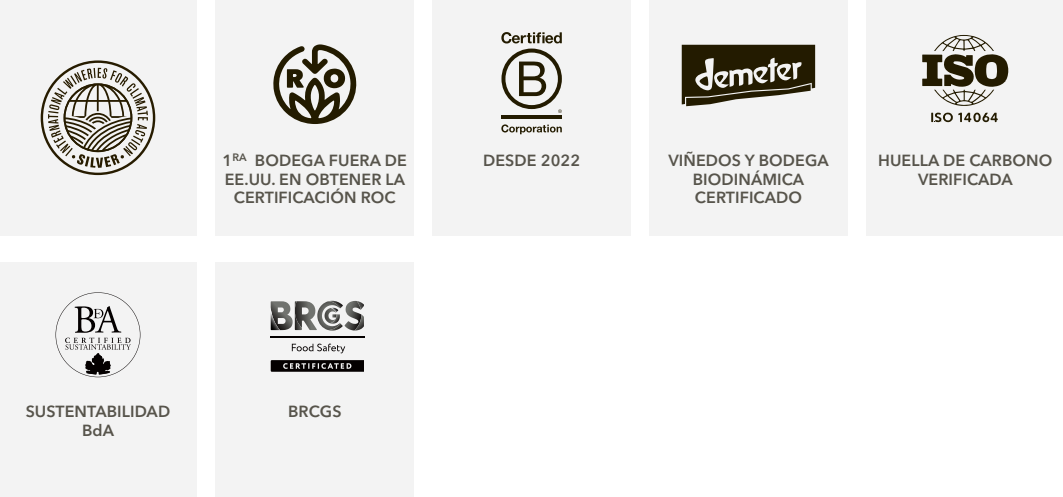 INTERNATIONAL WINERIES FOR CLIMATE ACTION
• SILVER •
R O
1RA BODEGA FUERA DE
EE.UU. EN OBTENER LA
CERTIFICACIÓN ROC
Certified
B
®
Corporation
DESDE 2022
demeter
VIÑEDOS Y BODEGA
BIODINÁMICA
CERTIFICADO
ISO
ISO 14064
HUELLA DE CARBONO
VERIFICADA
BdA
CERTIFIED
SUSTAINTABILITY
SUSTENTABILIDAD
BdA
BRCGS
Food Safety
CERTIFICATED
BRCGS